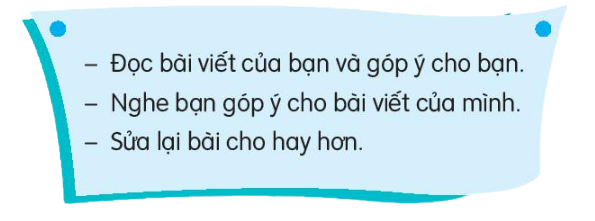 – Đọc bài viết của bạn và góp ý cho bạn.
– Nghe bạn góp ý cho bài viết của mình.
– Sửa lại bài cho hay hơn.